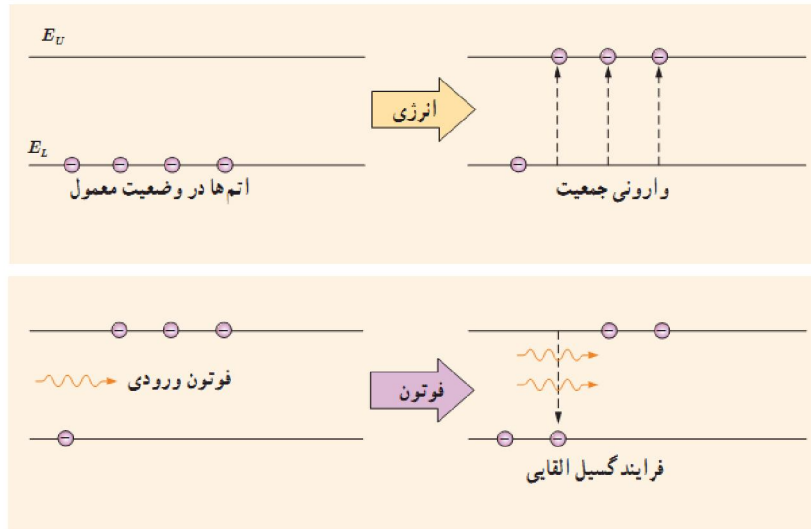 E_U
E_L
اتم‌ها در وضعیت معمول
انرژی
وارونی جمعیت
فوتون ورودی
فوتون
فرایند گسیل القایی